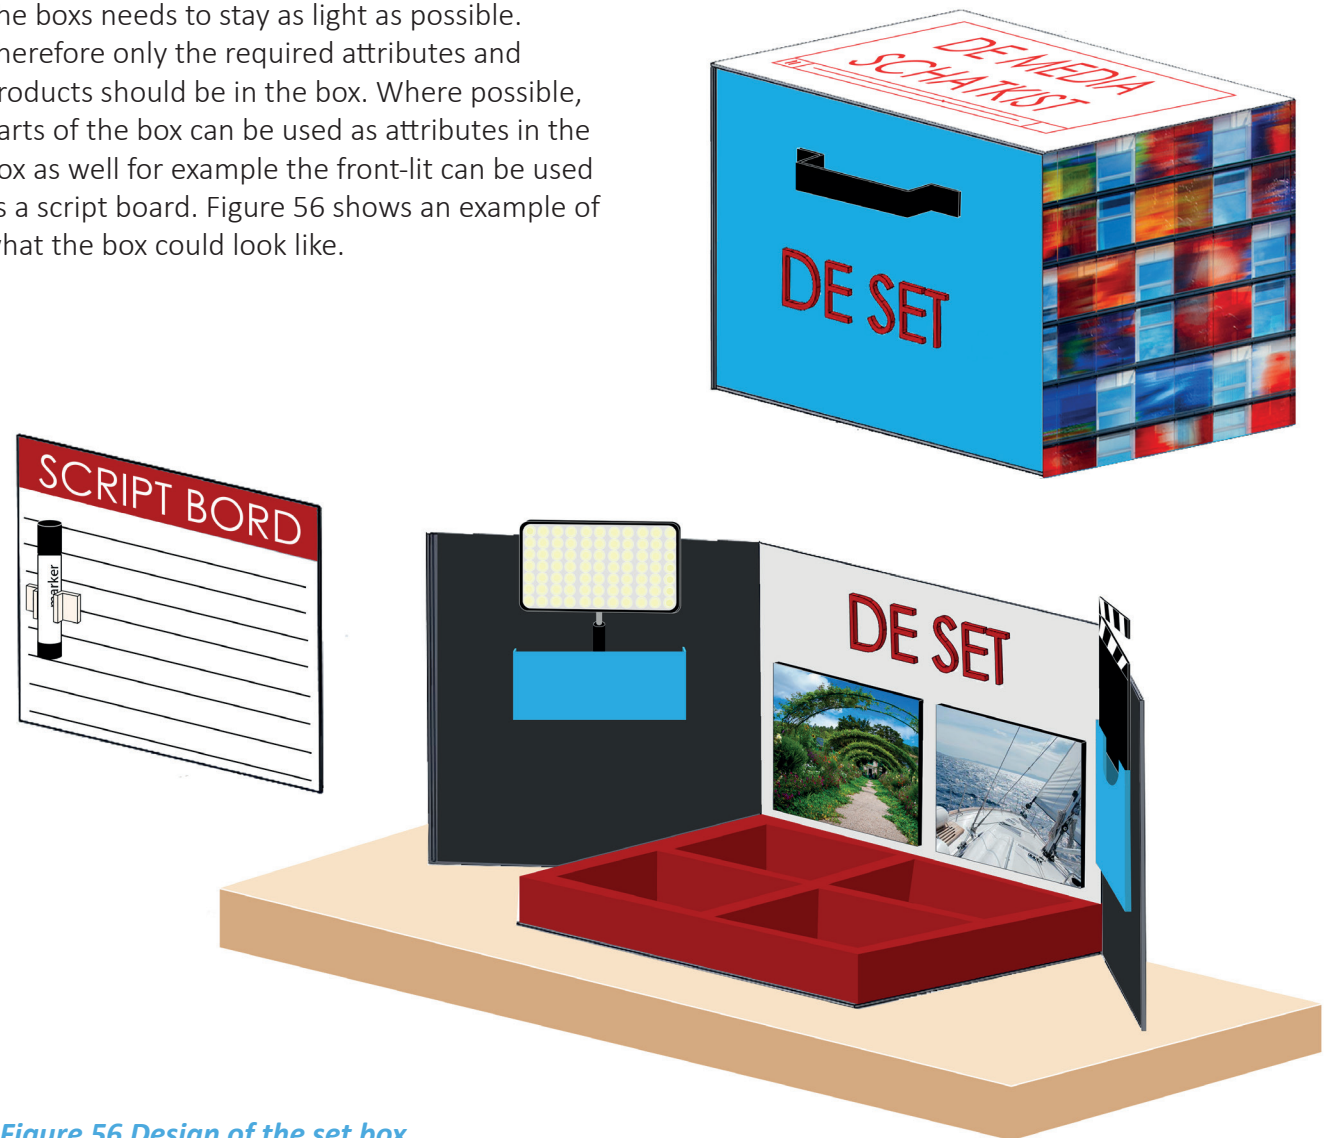 he boxs needs to stay as light as possible.
herefore only the required attributes and
roducts should be in the box. Where possible,
arts of the box can be used as attributes in the
ox as well for example the front-lit can be used
s a script board. Figure 56 shows an example of
what the box could look like.
DE MEDIA
SCHATKIST
DE SET
SCRIPT BORD
marker
DE SET
Figure 56 Design of the set box